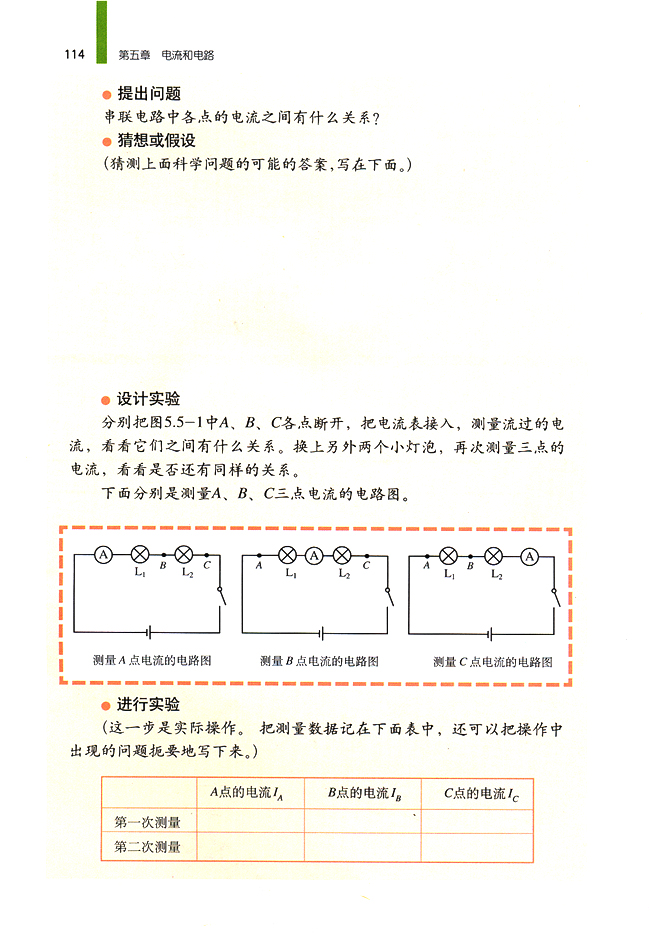 114 第五章 电流和电路
提出问题
串联电路中各点的电流之间有什么关系?
猜想或假设
(猜测上面科学问题的可能的答案,写在下面。)
设计实验
分别把图5.5-1中A、B、C各点断开,把电流表接入,测量流过的电
流,看看它们之间有什么关系。换上另外两个小灯泡,再次测量三点的
电流,看看是否还有同样的关系。
下面分别是测量A、B、C三点电流的电路图。
A L1 B L2 C
A L1 A L2 C
A L1 B L2 A
测量A点电流的电路图 测量B点电流的电路图 测量C点电流的电路图
进行实验
(这一步是实际操作。 把测量数据记在下面表中,还可以把操作中
出现的问题扼要地写下来。)
A点的电流IA B点的电流IB C点的电流IC
第一次测量
第二次测量